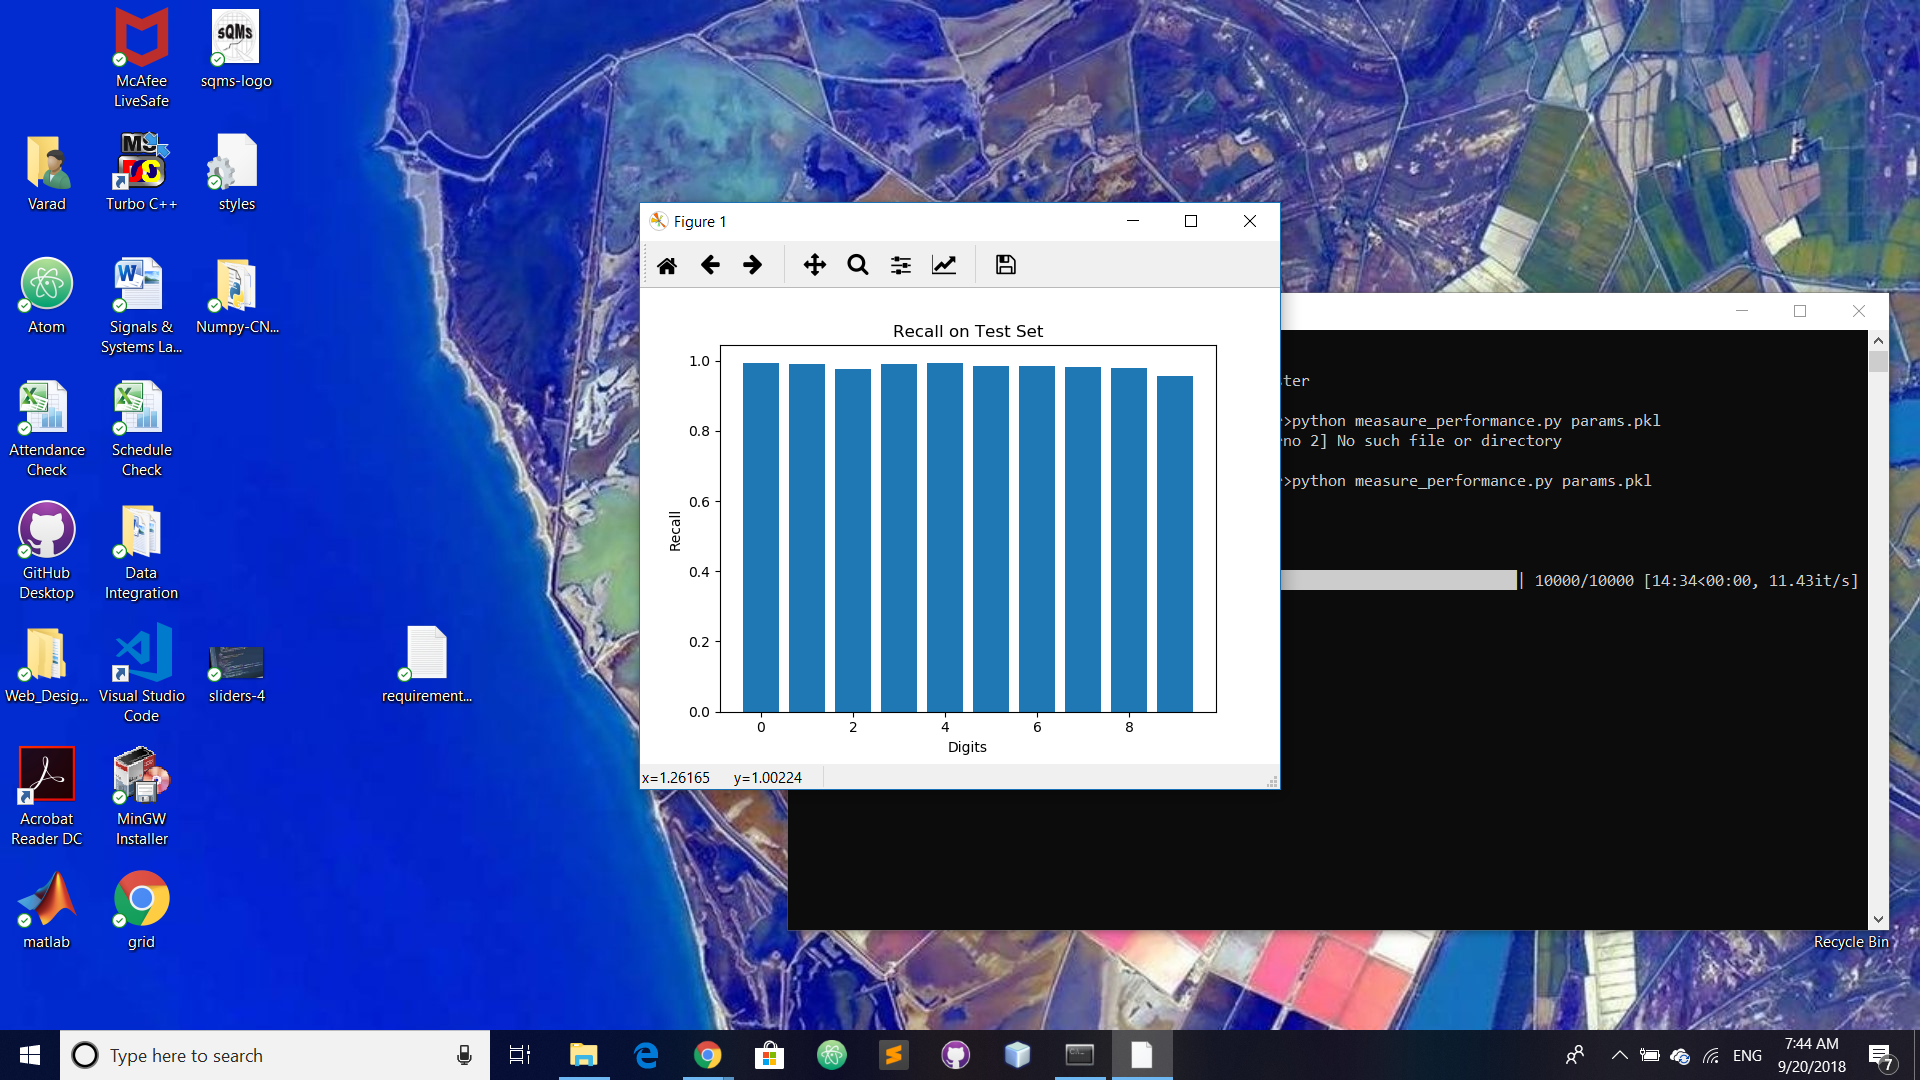 McAfee
LiveSafe
sQMs
sqms-logo
Varad
MS
Turbo C++
styles
Atom
Signals &
Systems La...
Numpy-CN...
Attendance
Check
Schedule
Check
GitHub
Desktop
Data
Integration
Web_Desig...
Visual Studio
Code
sliders-4
requirement...
Acrobat
Reader DC
MinGW
Installer
matlab
grid
Figure 1
Recall on Test Set
1.0
0.8
0.6
0.4
0.2
0.0
Recall
0 2 4 6 8
Digits
x=1.26165 y=1.00224
ter
>python measaure_performance.py params.pkl
no 2] No such file or directory
>python measure_performance.py params.pkl
| 10000/10000 [14:34<00:00, 11.43it/s]
Recycle Bin
Type here to search
ENG
7:44 AM
9/20/2018
7